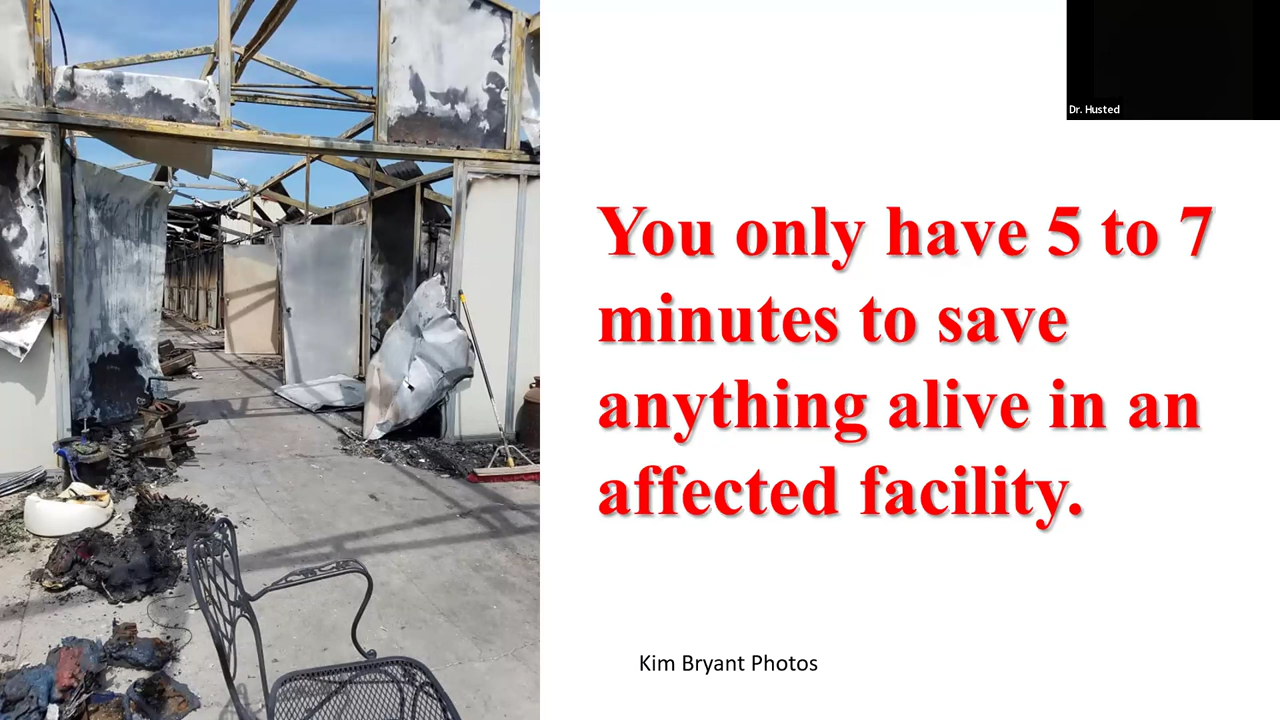 Dr. Husted
You only have 5 to 7
minutes to save
anything alive in an
affected facility.
Kim Bryant Photos